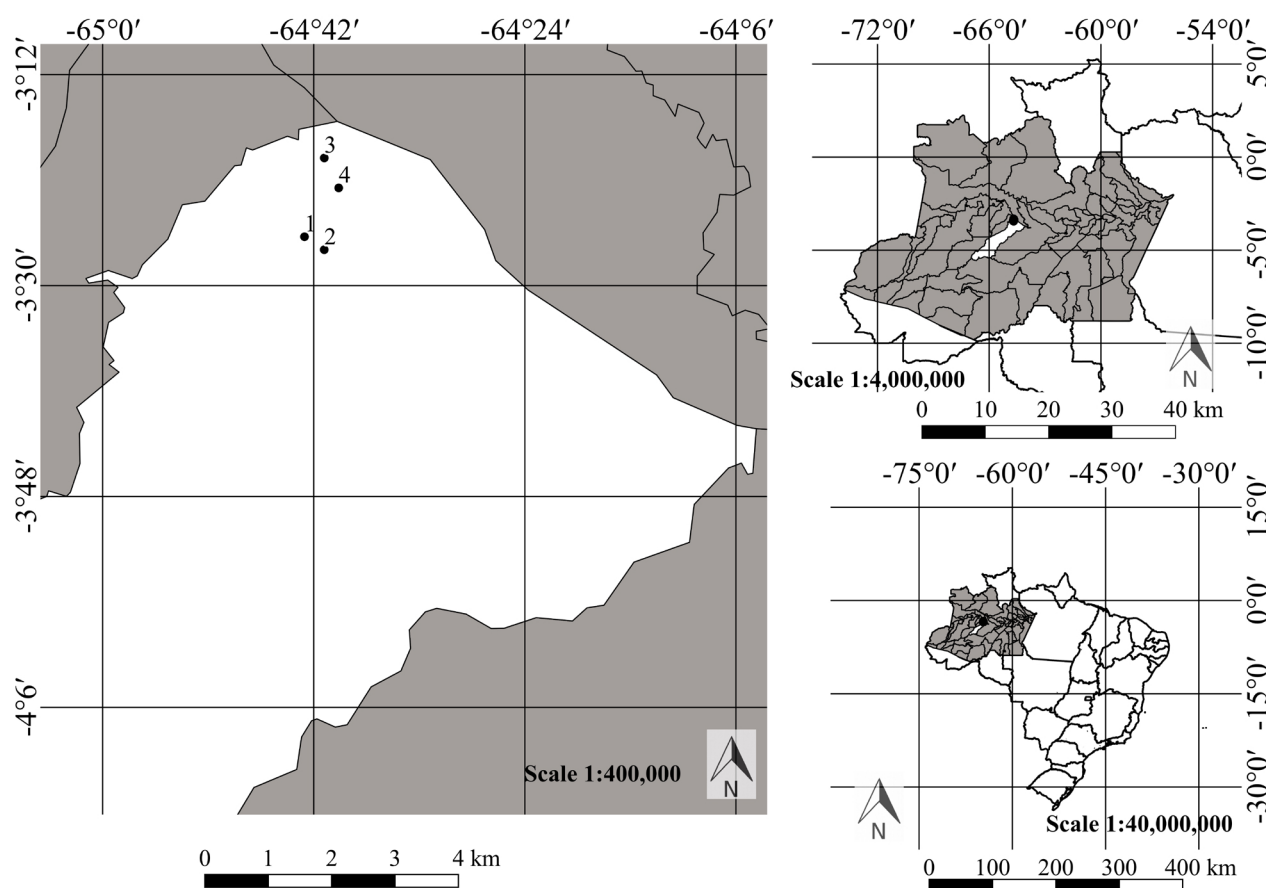 -65°0′ -64°42′ -64°24′ -64°6′
-3°12′
-3°30′
-3°48′
-4°6′
3
4
1
2
Scale 1:400,000
N
0 1 2 3 4 km
-72°0′ -66°0′ -60°0′ -54°0′
5°0′
0°0′
-5°0′
-10°0′
Scale 1:4,000,000
N
0 10 20 30 40 km
-75°0′ -60°0′ -45°0′ -30°0′
15°0′
0°0′
-15°0′
-30°0′
N
Scale 1:40,000,000
0 100 200 300 400 km